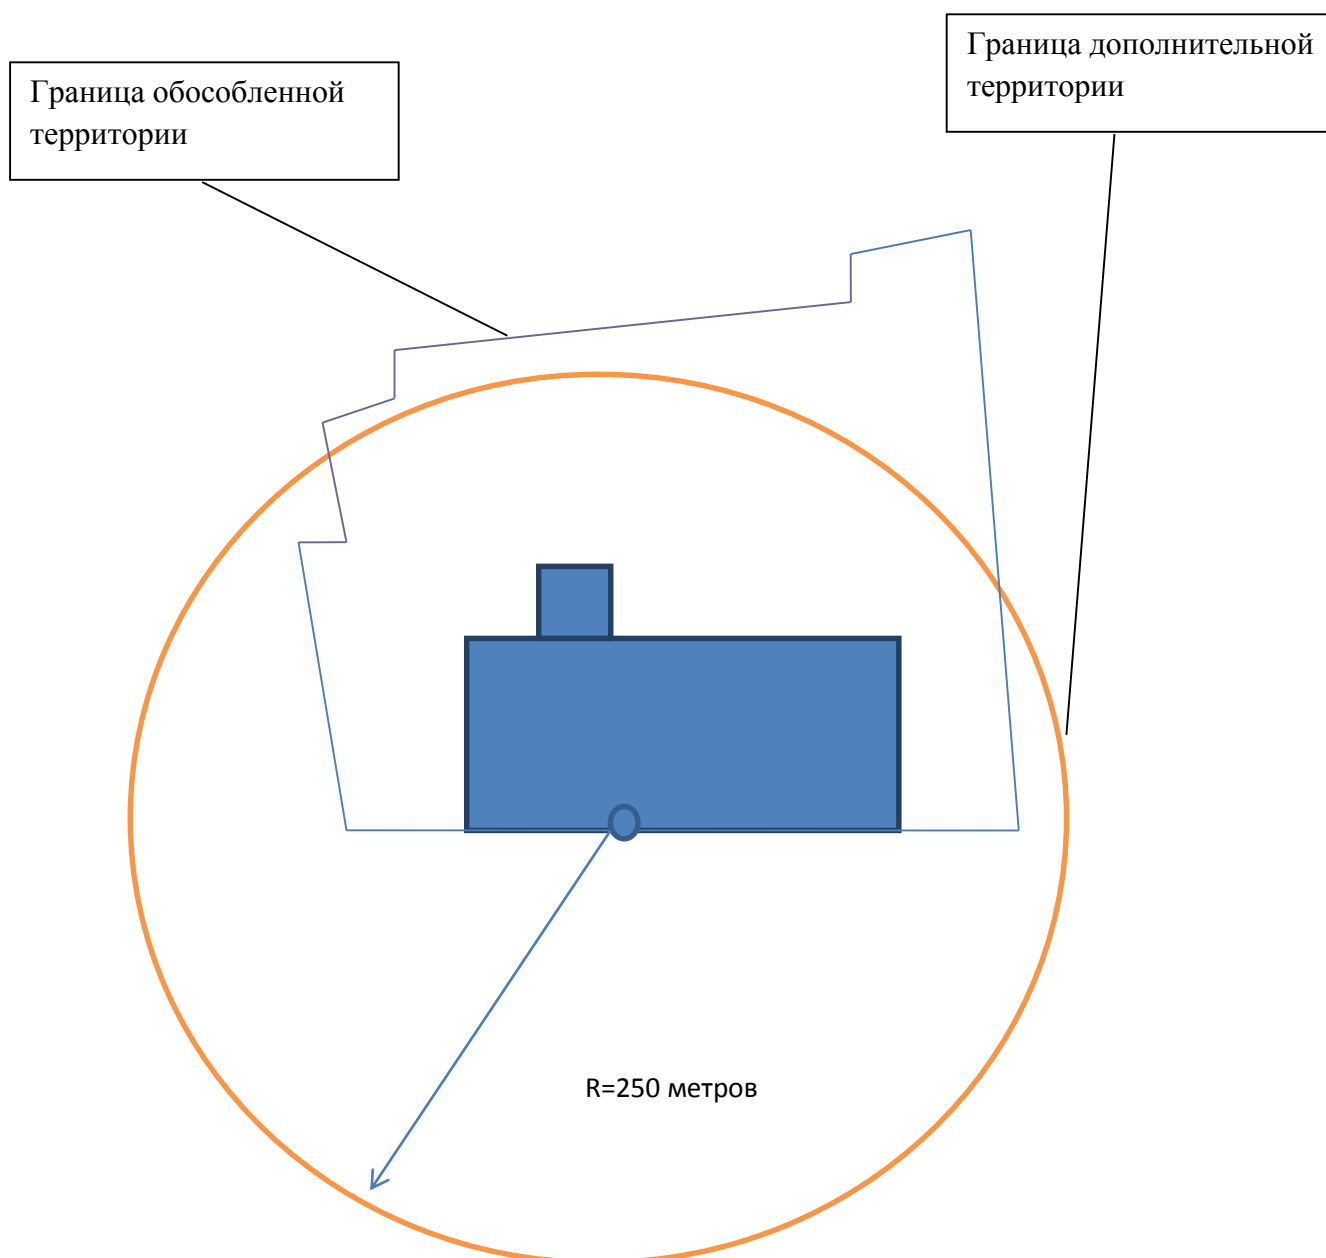 Граница обособленной
территории
Граница дополнительной
территории
R=250 метров